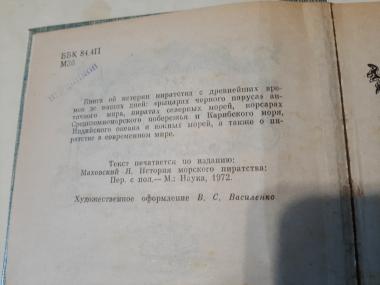 ББК 84.4П
М36
Книга об истории пиратства с древнейших вре-
мен до наших дней: «рыцарях черного паруса» ан-
тичного мира, пиратах северных морей, корсарах
Средиземноморского побережья и Карибского моря,
Индийского океана и южных морей, а также о пи-
ратстве в современном мире.
Текст печатается по изданию:
Маховский Я. История морского пиратства:
Пер. с пол.— М.: Наука, 1972.
Художественное оформление В. С. Василенко